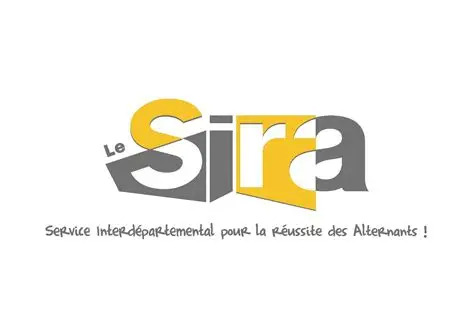 Le Sira
Service Interdépartemental pour la réussite des Alternants !